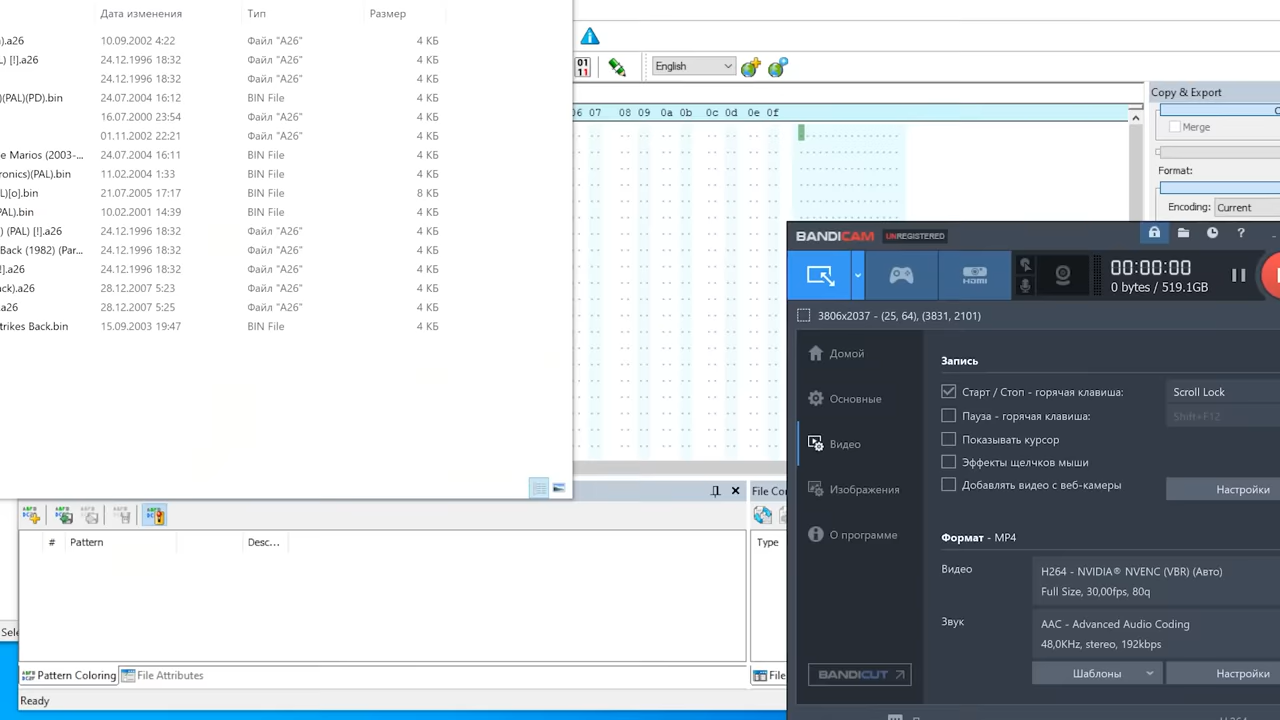 Дата изменения Тип Размер
).a26 10.09.2002 4:22 Файл "A26" 4 КБ
L) [!].a26 24.12.1996 18:32 Файл "A26" 4 КБ
24.12.1996 18:32 Файл "A26" 4 КБ
)(PAL)(PD).bin 24.07.2004 16:12 BIN File 4 КБ
16.07.2000 23:54 Файл "A26" 4 КБ
01.11.2002 22:21 Файл "A26" 4 КБ
e Marios (2003-... 24.07.2004 16:11 BIN File 4 КБ
ronics)(PAL).bin 11.02.2004 1:33 BIN File 4 КБ
L)[o].bin 21.07.2005 17:17 BIN File 8 КБ
PAL).bin 10.02.2001 14:39 BIN File 4 КБ
) (PAL) [!].a26 24.12.1996 18:32 Файл "A26" 4 КБ
Back (1982) (Par... 24.12.1996 6:32 Файл "A26" 4 КБ
!].a26 24.12.1996 18:32 Файл "A26" 4 КБ
ck).a26 28.12.2007 5:23 Файл "A26" 4 КБ
.a26 28.12.2007 5:25 Файл "A26" 4 КБ
trikes Back.bin 15.09.2003 19:47 BIN File 4 КБ
01
11
English
06 07 08 09 0a 0b 0c 0d 0e 0f
Copy & Export
Merge
Format:
Encoding: Current
BANDICAM UNREGISTERED
HDMI
00:00:00
0 bytes / 519.1GB
3806x2037 - (25, 64), (3831, 2101)
Домой
Основные
Видео
Изображения
О программе
BANDICUT
Запись
Старт / Стоп - горячая клавиша: Scroll Lock
Пауза - горячая клавиша: Shift+F12
Показывать курсор
Эффекты щелчков мыши
Добавлять видео с веб-камеры
Настройки
Формат - MP4
Видео
H264 - NVIDIA® NVENC (VBR) (Авто)
Full Size, 30,00fps, 80q
Звук
AAC - Advanced Audio Coding
48,0KHz, stereo, 192kbps
Шаблоны Настройки
File Co
# Pattern Desc...
Type
Sele
Pattern Coloring File Attributes
File
Ready